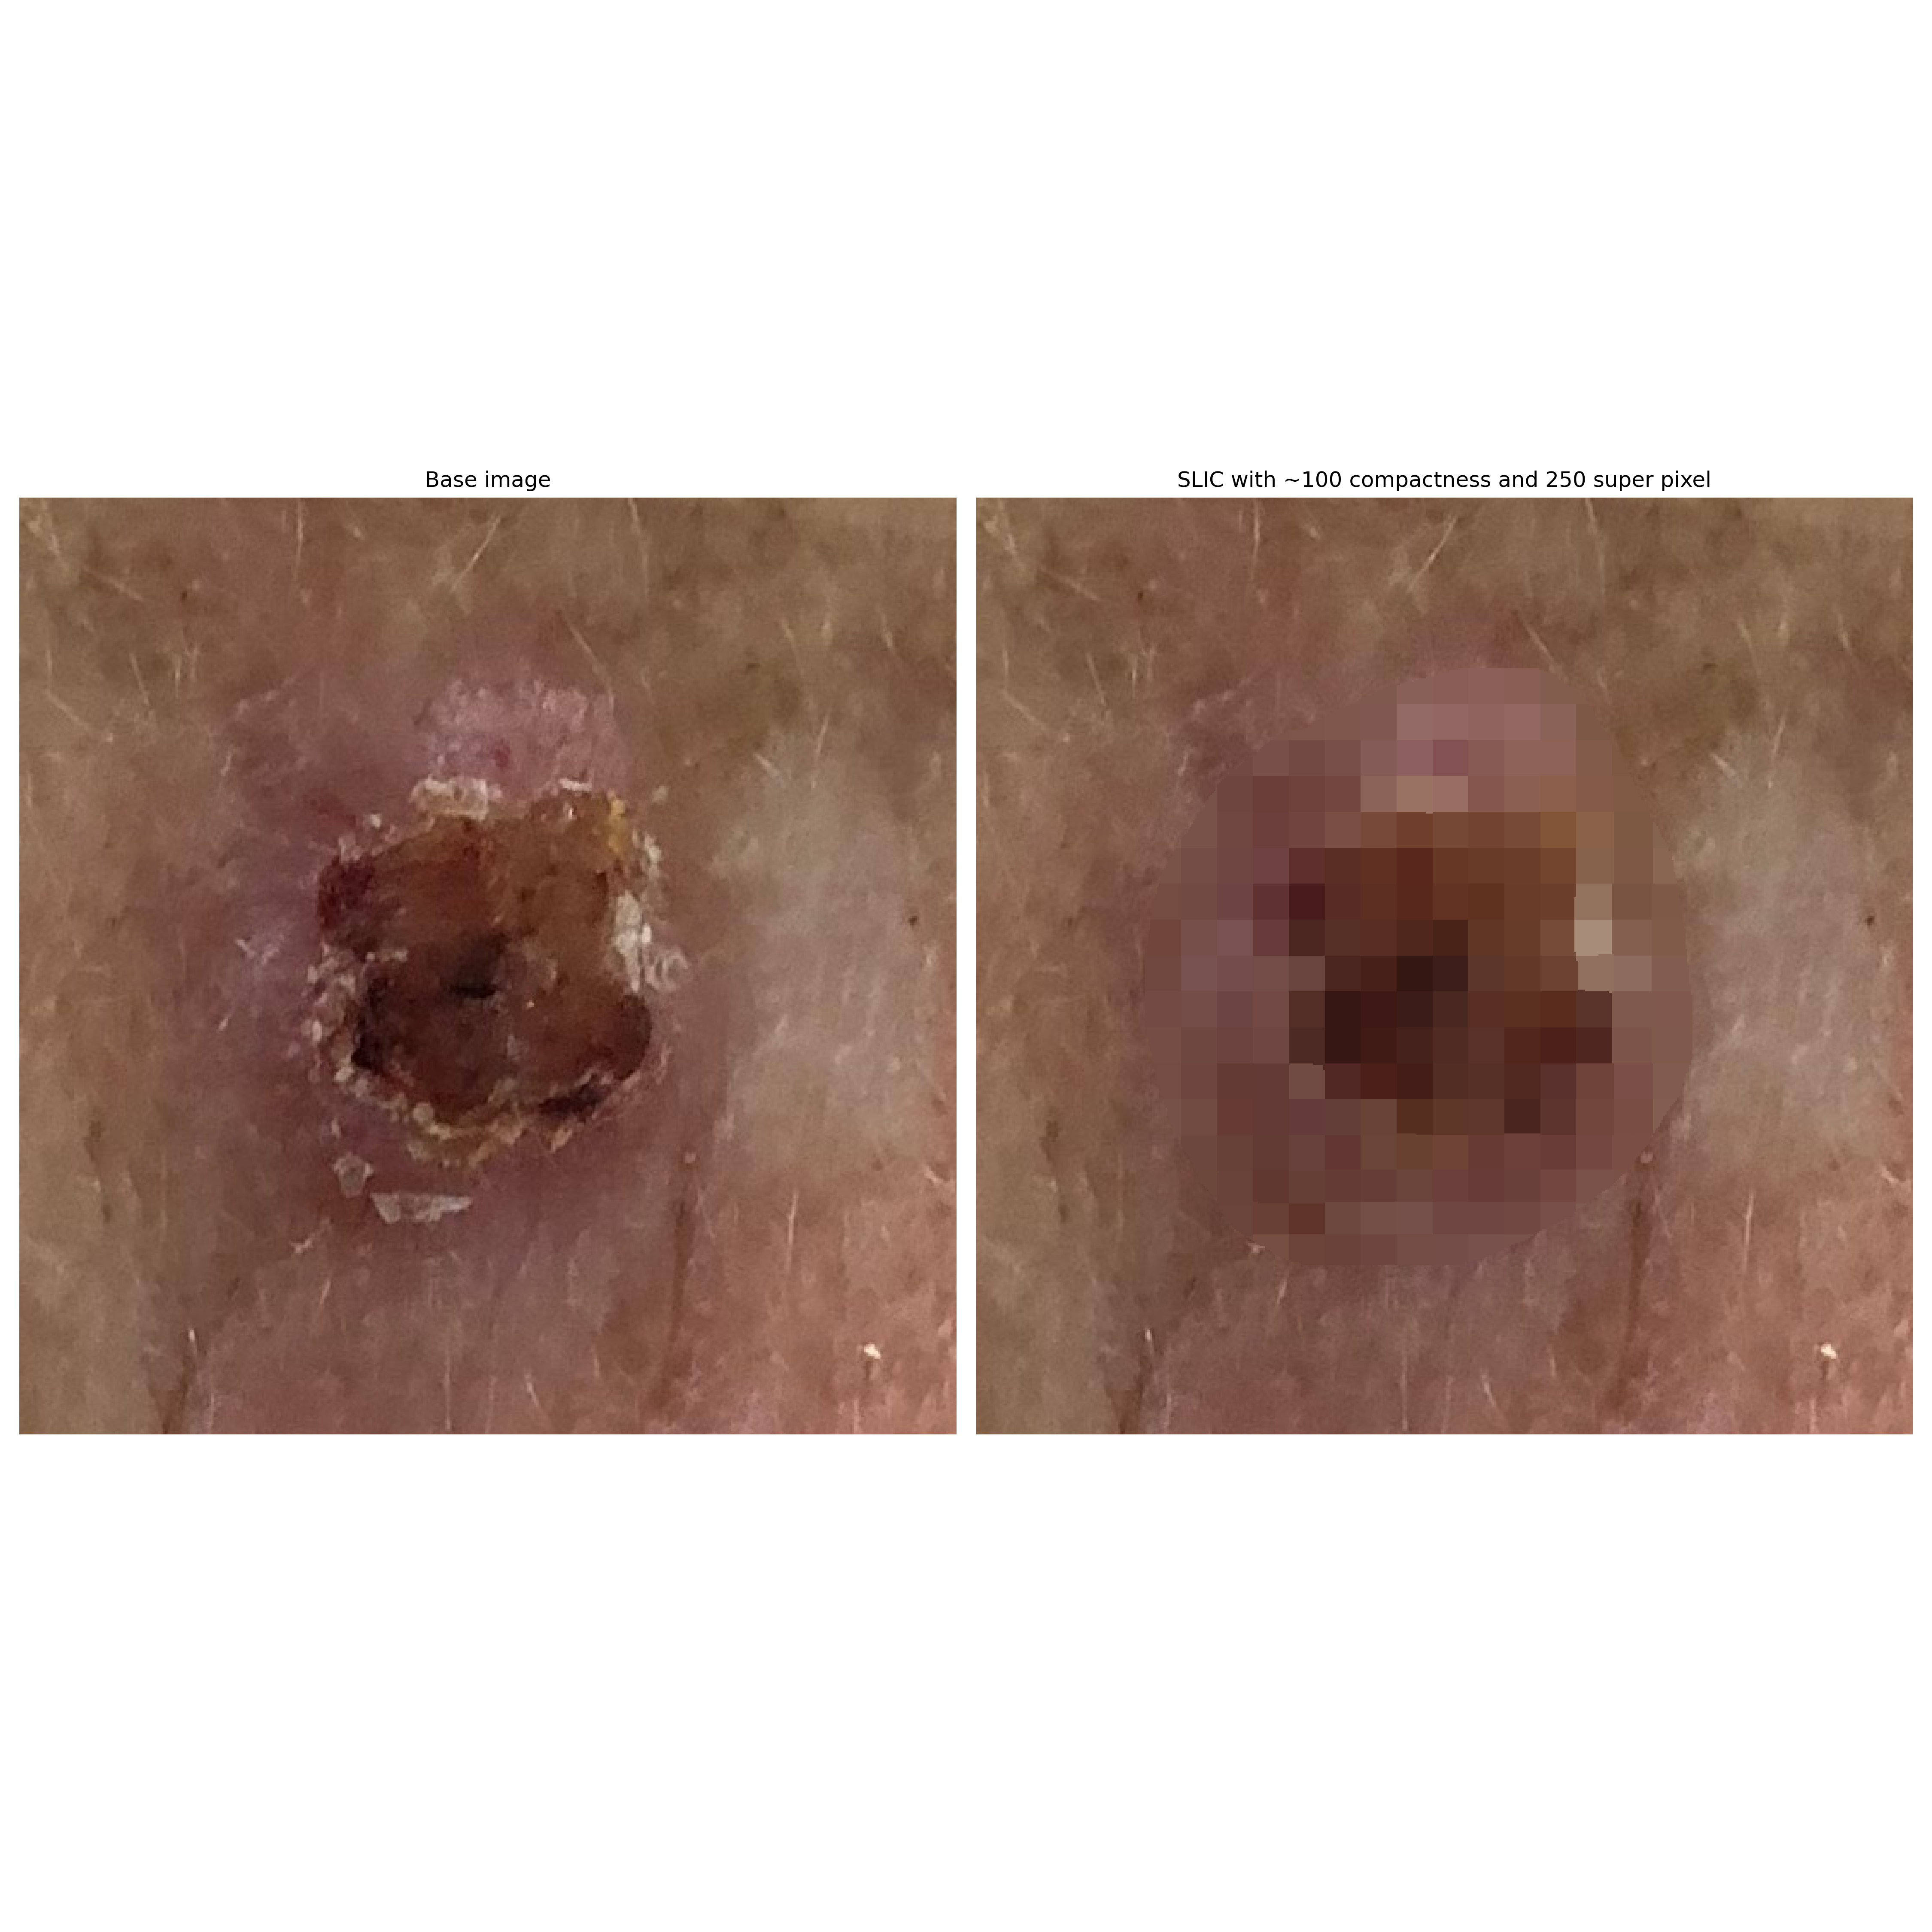 Base image
SLIC with ~100 compactness and 250 super pixel